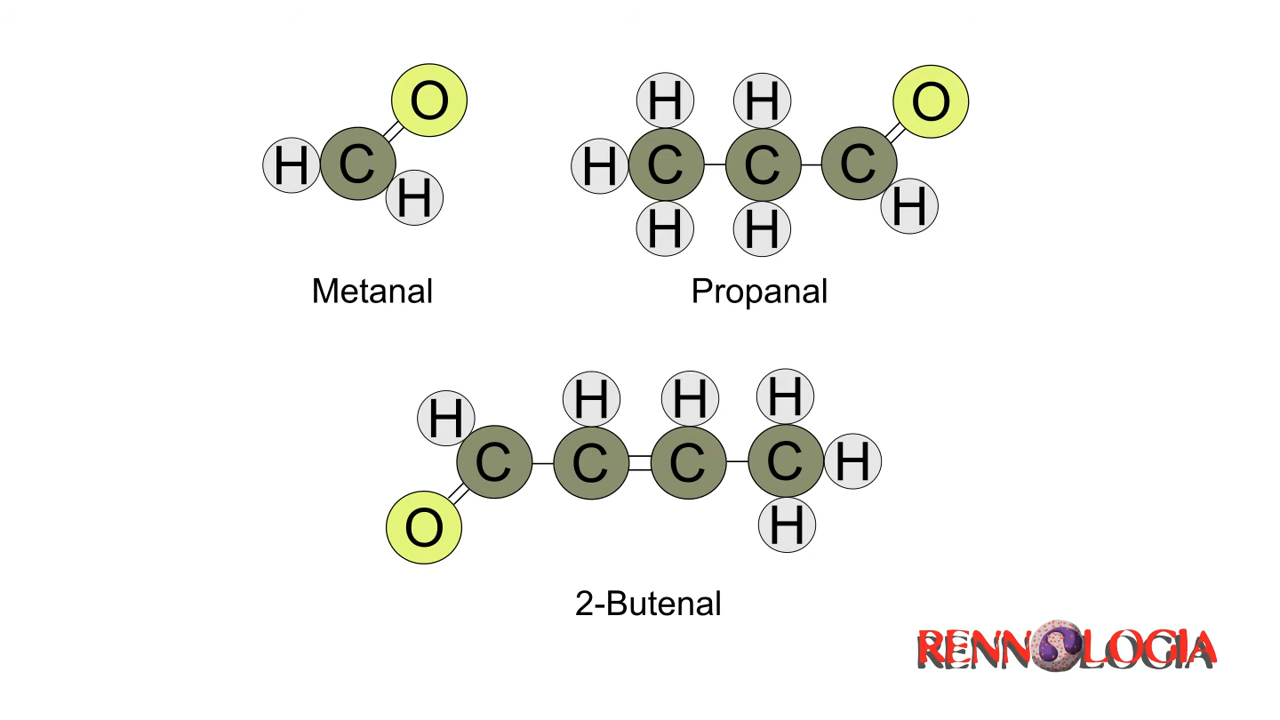 H C O H
H H O
H C C C
H H H
Metanal
Propanal
H H H H
C C C C H
O H
2-Butenal
RENNOLOGIA